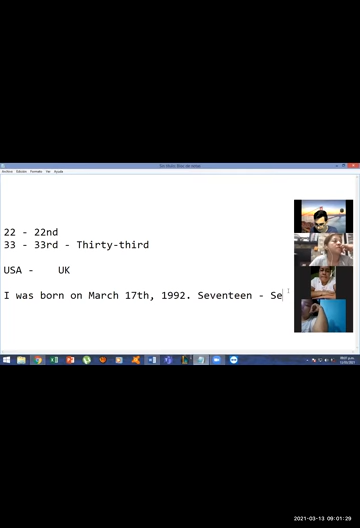 22 - 22nd
33 - 33rd - Thirty-third
USA -    UK
I was born on March 17th, 1992. Seventeen - Se
2021-03-13 09:01:29